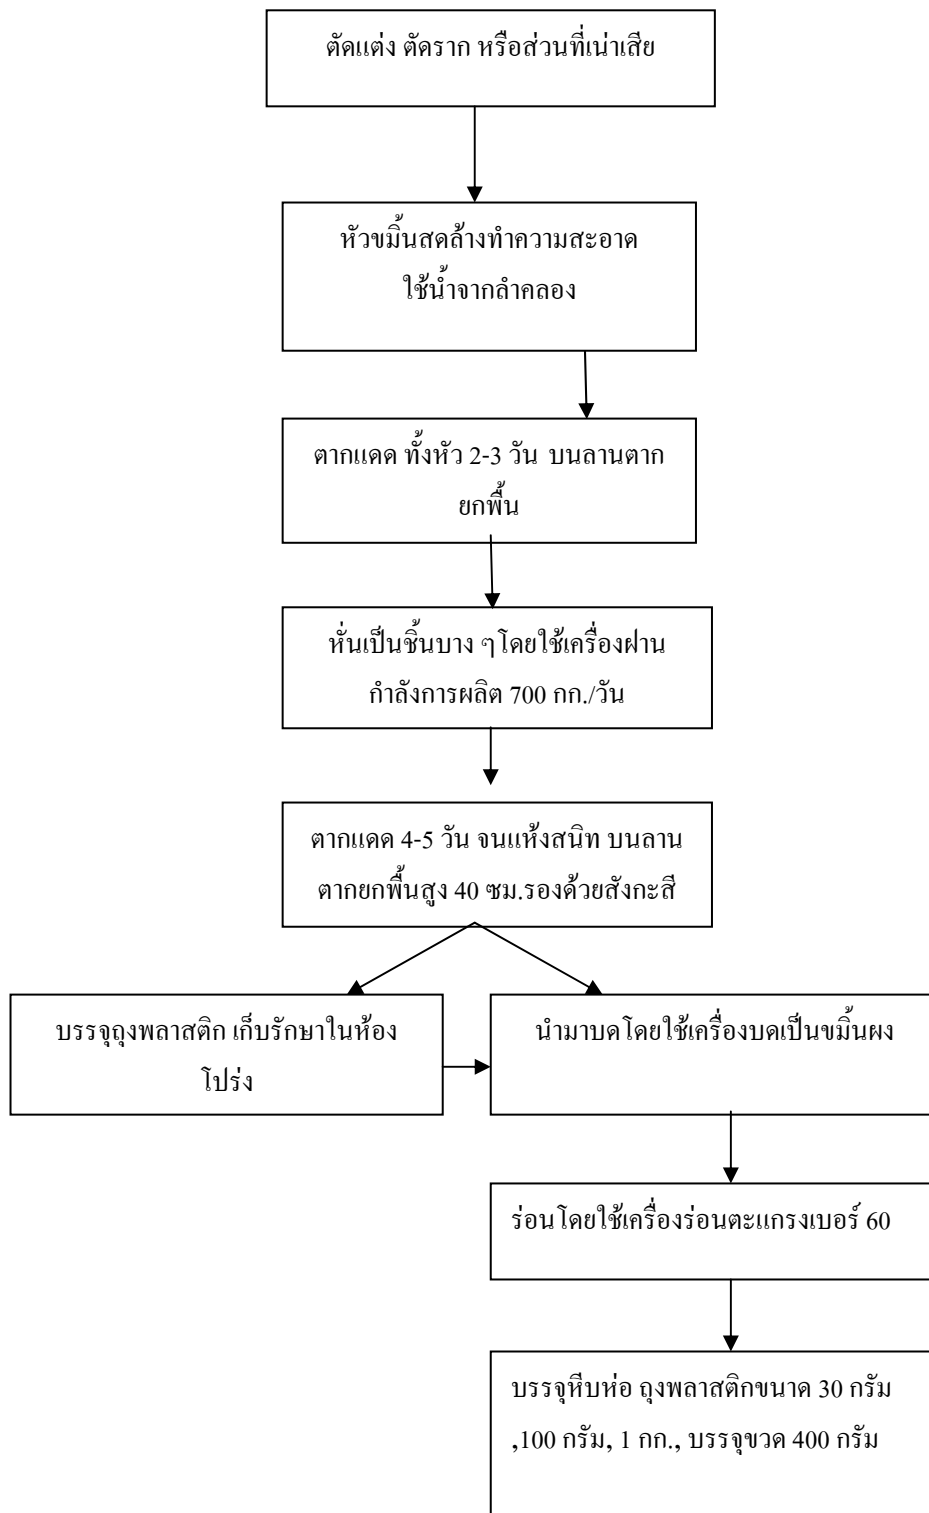 ตัดแต่ง ตัดราก หรือส่วนที่เน่าเสีย
หัวขมิ้นสดล้างทำความสะอาด
ใช้น้ำจากลำคลอง
ตากแดด ทั้งหัว 2-3 วัน บนลานตาก
ยกพื้น
หั่นเป็นชิ้นบาง ๆโดยใช้เครื่องฝาน
กำลังการผลิต 700 กก./วัน
ตากแดด 4-5 วัน จนแห้งสนิท บนลาน
ตากยกพื้นสูง 40 ซม.รองด้วยสังกะสี
บรรจุถุงพลาสติก เก็บรักษาในห้อง
โปร่ง
นำมาบดโดยใช้เครื่องบดเป็นขมิ้นผง
ร่อนโดยใช้เครื่องร่อนตะแกรงเบอร์ 60
บรรจุหีบห่อ ถุงพลาสติกขนาด 30 กรัม
,100 กรัม, 1 กก., บรรจุขวด 400 กรัม